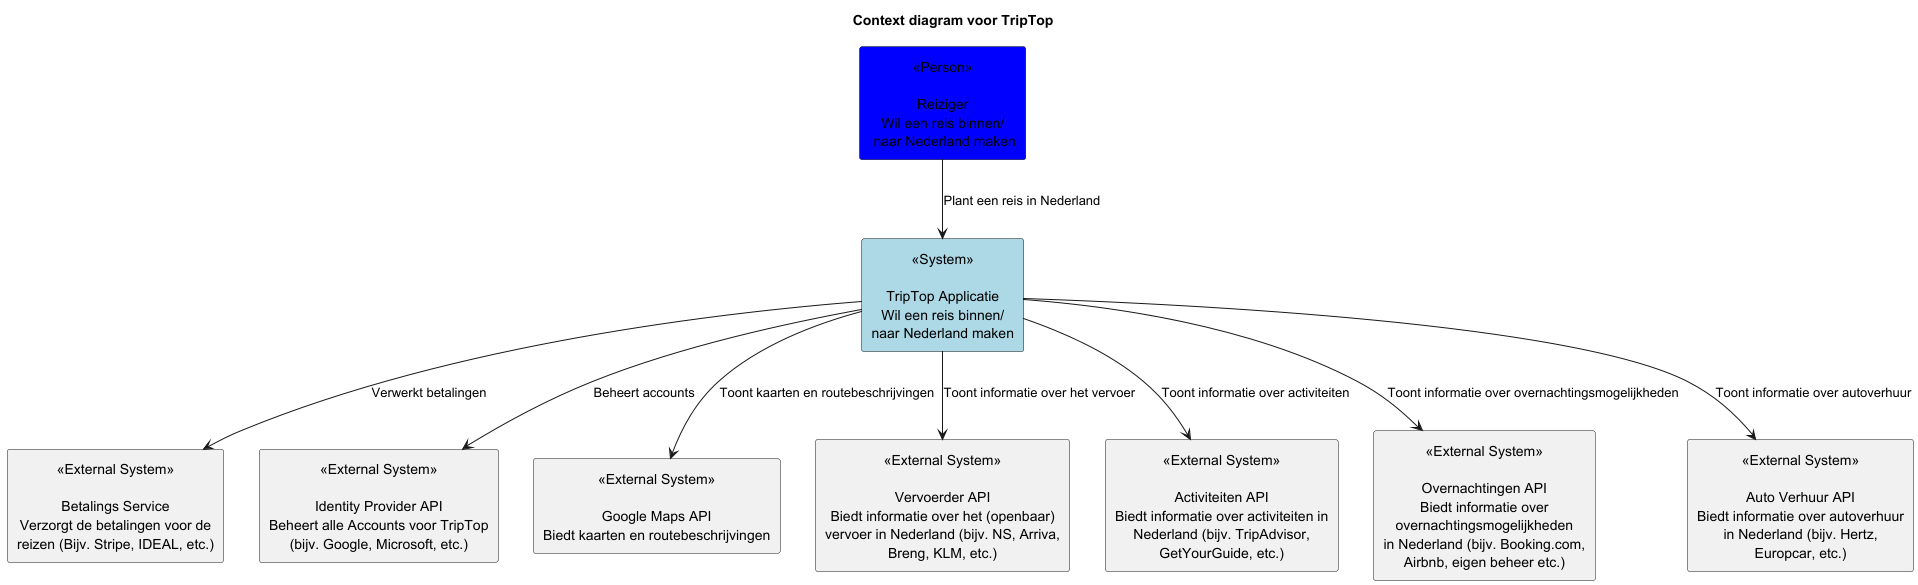 Context diagram voor TripTop
«Person»
Reiziger
Wil een reis binnen/
naar Nederland maken
Plant een reis in Nederland
«System»
TripTop Applicatie
Wil een reis binnen/
naar Nederland maken
Verwerkt betalingen
Beheert accounts
Toont kaarten en routebeschrijvingen
Toont informatie over het vervoer
Toont informatie over activiteiten
Toont informatie over overnachtingsmogelijkheden
Toont informatie over autoverhuur
«External System»
Betalings Service
Verzorgt de betalingen voor de
reizen (Bijv. Stripe, IDEAL, etc.)
«External System»
Identity Provider API
Beheert alle Accounts voor TripTop
(bijv. Google, Microsoft, etc.)
«External System»
Google Maps API
Biedt kaarten en routebeschrijvingen
«External System»
Vervoerder API
Biedt informatie over het (openbaar)
vervoer in Nederland (bijv. NS, Arriva,
Breng, KLM, etc.)
«External System»
Activiteiten API
Biedt informatie over activiteiten in
Nederland (bijv. TripAdvisor,
GetYourGuide, etc.)
«External System»
Overnachtingen API
Biedt informatie over
overnachtingsmogelijkheden
in Nederland (bijv. Booking.com,
Airbnb, eigen beheer etc.)
«External System»
Auto Verhuur API
Biedt informatie over autoverhuur
in Nederland (bijv. Hertz,
Europcar, etc.)